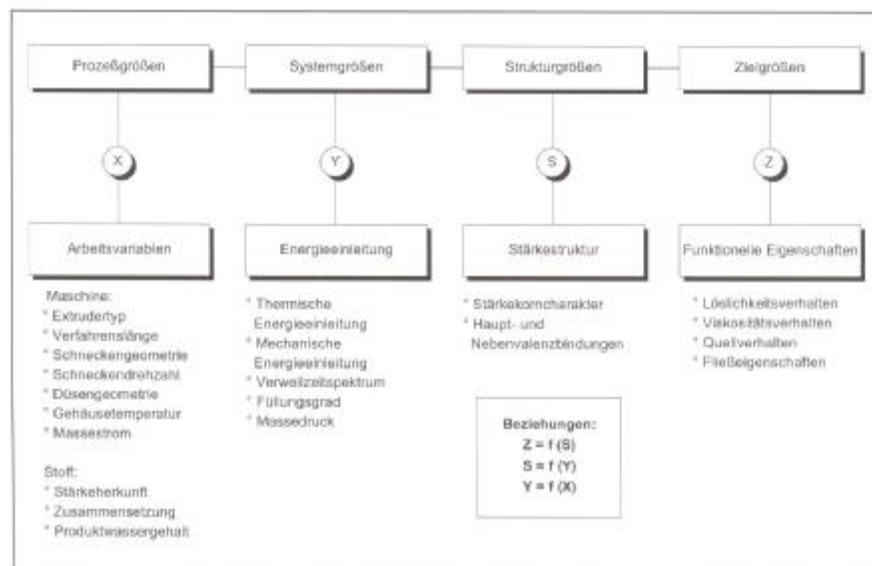 Prozeßgrößen
Systemgrößen
Strukturgrößen
Zielgrößen
X
Y
S
Z
Arbeitsvariablen
Energieeinleitung
Stärkestruktur
Funktionelle Eigenschaften
Maschine:
* Extrudertyp
* Verfahrenslänge
* Schneckengeometrie
* Schneckendrehzahl
* Düsengeometrie
* Gehäusetemperatur
* Massestrom
Stoff:
* Stärkeherkunft
* Zusammensetzung
* Produktwassergehalt
* Thermische
Energieeinleitung
* Mechanische
Energieeinleitung
* Verweilzeitspektrum
* Füllungsgrad
* Massedruck
* Stärkekorncharakter
* Haupt- und
Nebenvalenzbindungen
Beziehungen:
Z = f (S)
S = f (Y)
Y = f (X)
* Löslichkeitsverhalten
* Viskositätsverhalten
* Quellverhalten
* Fließeigenschaften